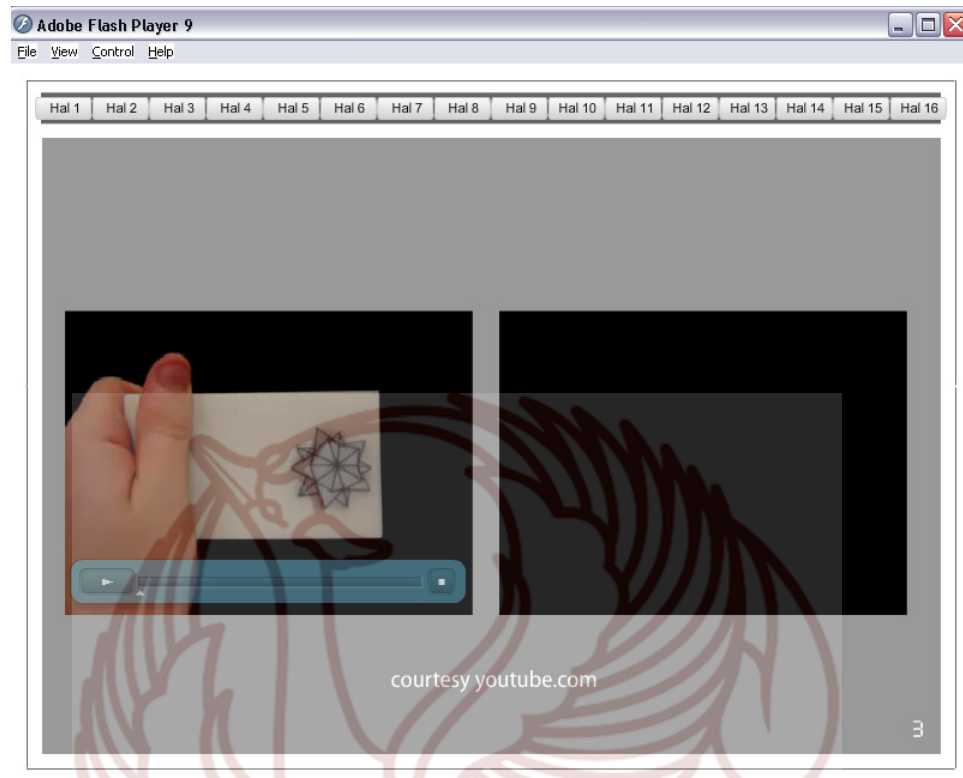 Adobe Flash Player 9
File View Control Help
Hal 1 Hal 2 Hal 3 Hal 4 Hal 5 Hal 6 Hal 7 Hal 8 Hal 9 Hal 10 Hal 11 Hal 12 Hal 13 Hal 14 Hal 15 Hal 16
courtesy youtube.com
3